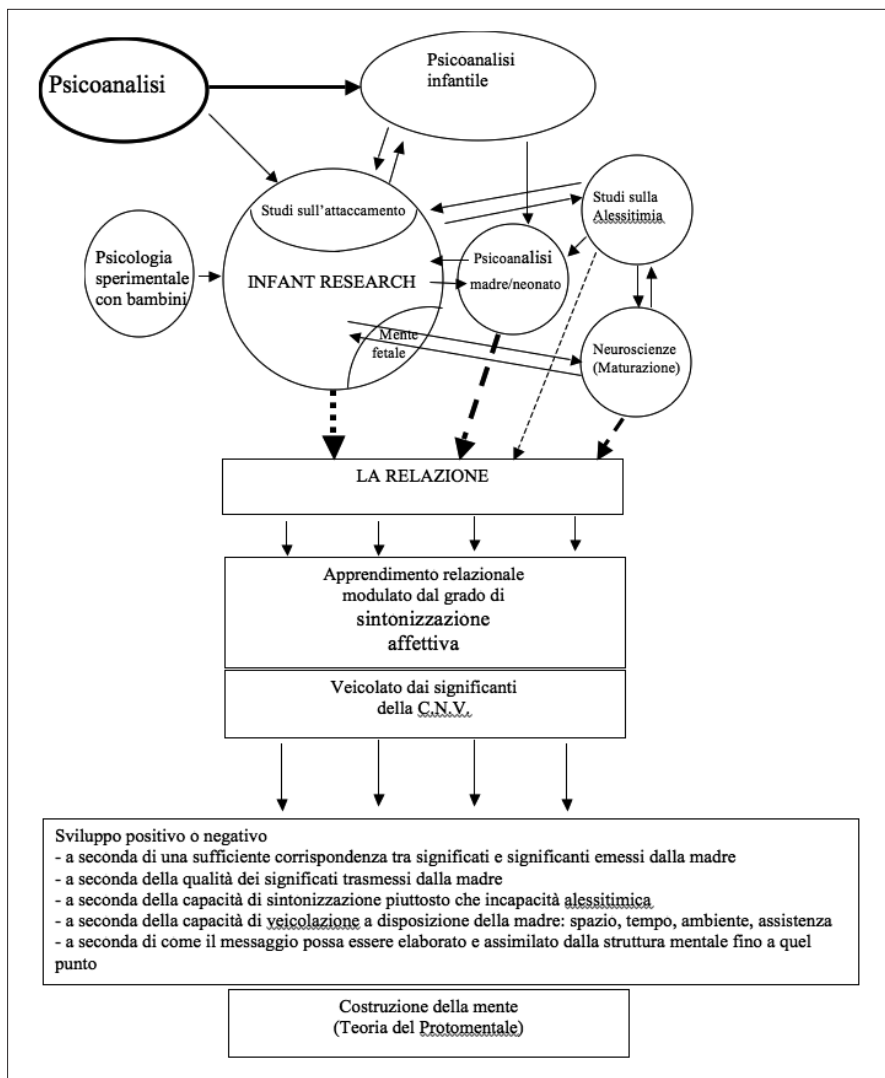 Psicoanalisi
Psicoanalisi
infantile
Studi sull'attaccamento
Studi sulla
Alessitimia
Psicologia
sperimentale
con bambini
INFANT RESEARCH
Psicoanalisi
madre/neonato
Mente
fetale
Neuroscienze
(Maturazione)
LA RELAZIONE
Apprendimento relazionale
modulato dal grado di
sintonizzazione
affettiva
Veicolato dai significanti
della C.N.V.
Sviluppo positivo o negativo
- a seconda di una sufficiente corrispondenza tra significati e significanti emessi dalla madre
- a seconda della qualità dei significati trasmessi dalla madre
- a seconda della capacità di sintonizzazione piuttosto che incapacità alessitimica
- a seconda della capacità di veicolazione a disposizione della madre: spazio, tempo, ambiente, assistenza
- a seconda di come il messaggio possa essere elaborato e assimilato dalla struttura mentale fino a quel
punto
Costruzione della mente
(Teoria del Protomentale)